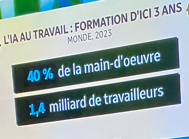 L'IA AU TRAVAIL : FORMATION D'ICI 3 ANS
MONDE, 2023
40 % de la main-d'oeuvre
1,4 milliard de travailleurs